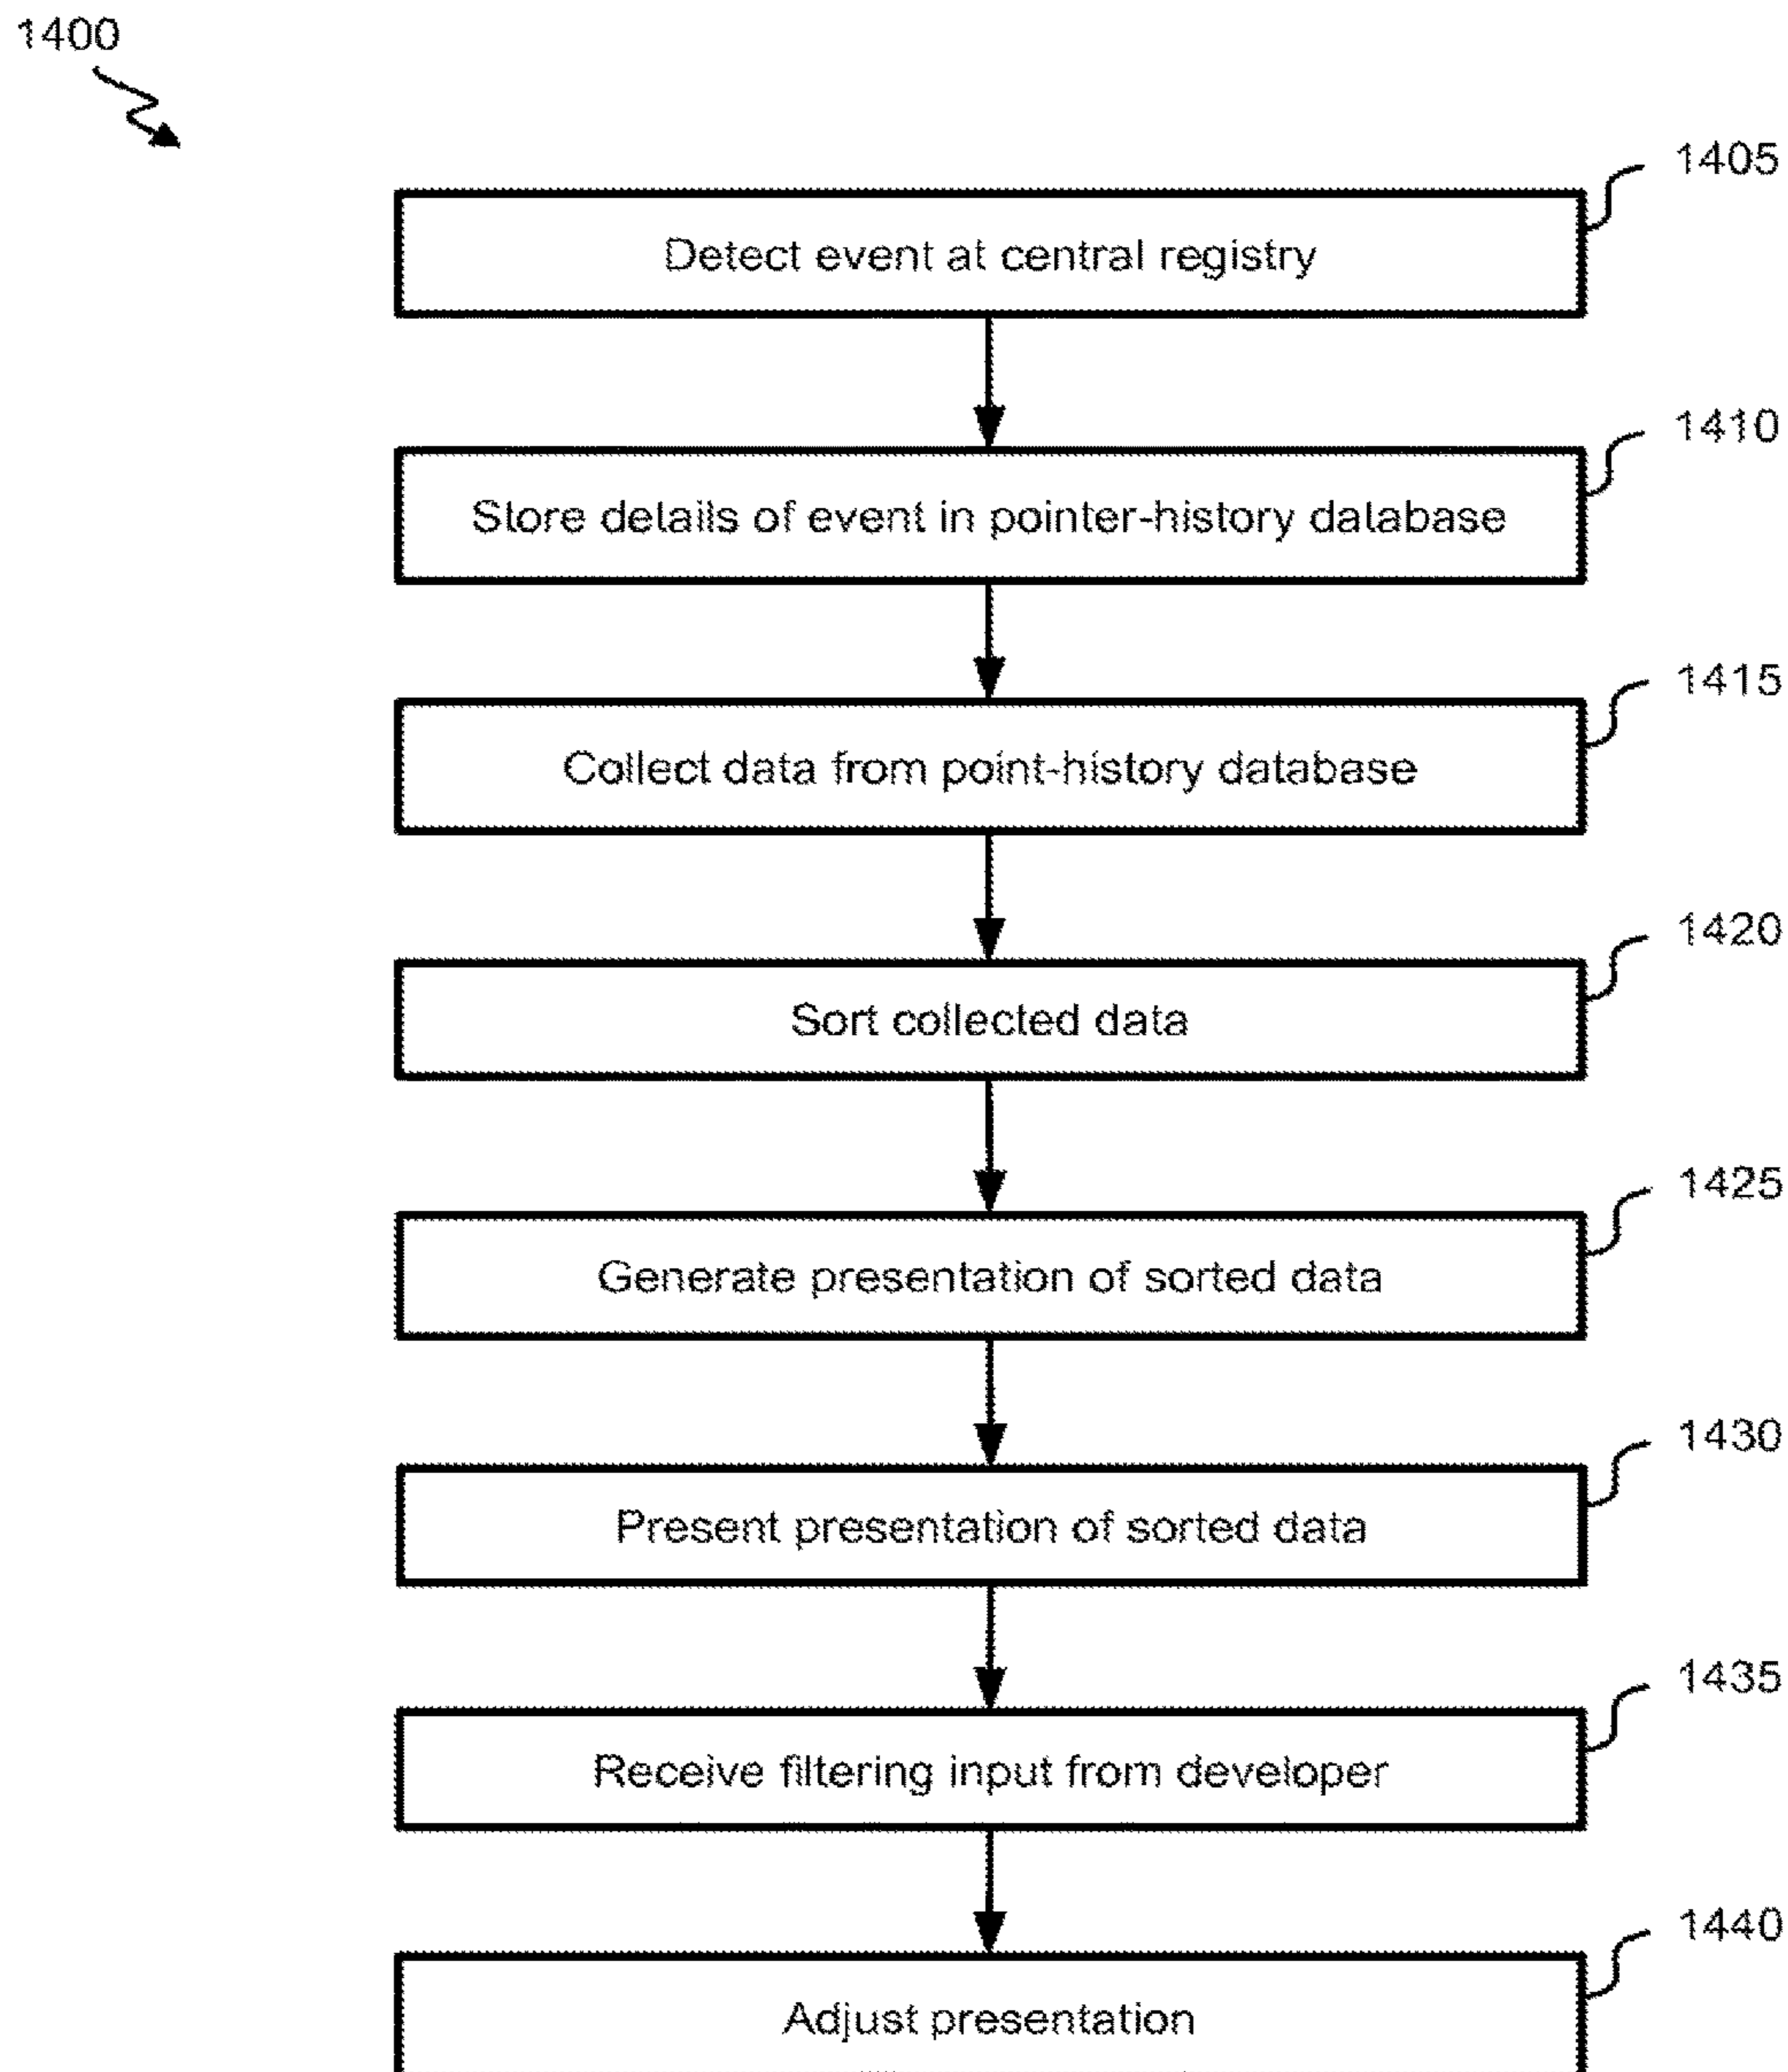 1400
1405
Detect event at central registry
1410
Store details of event in pointer-history database
1415
Collect data from point-history database
1420
Sort collected data
1425
Generate presentation of sorted data
1430
Present presentation of sorted data
1435
Receive filtering input from developer
1440
Adjust presentation